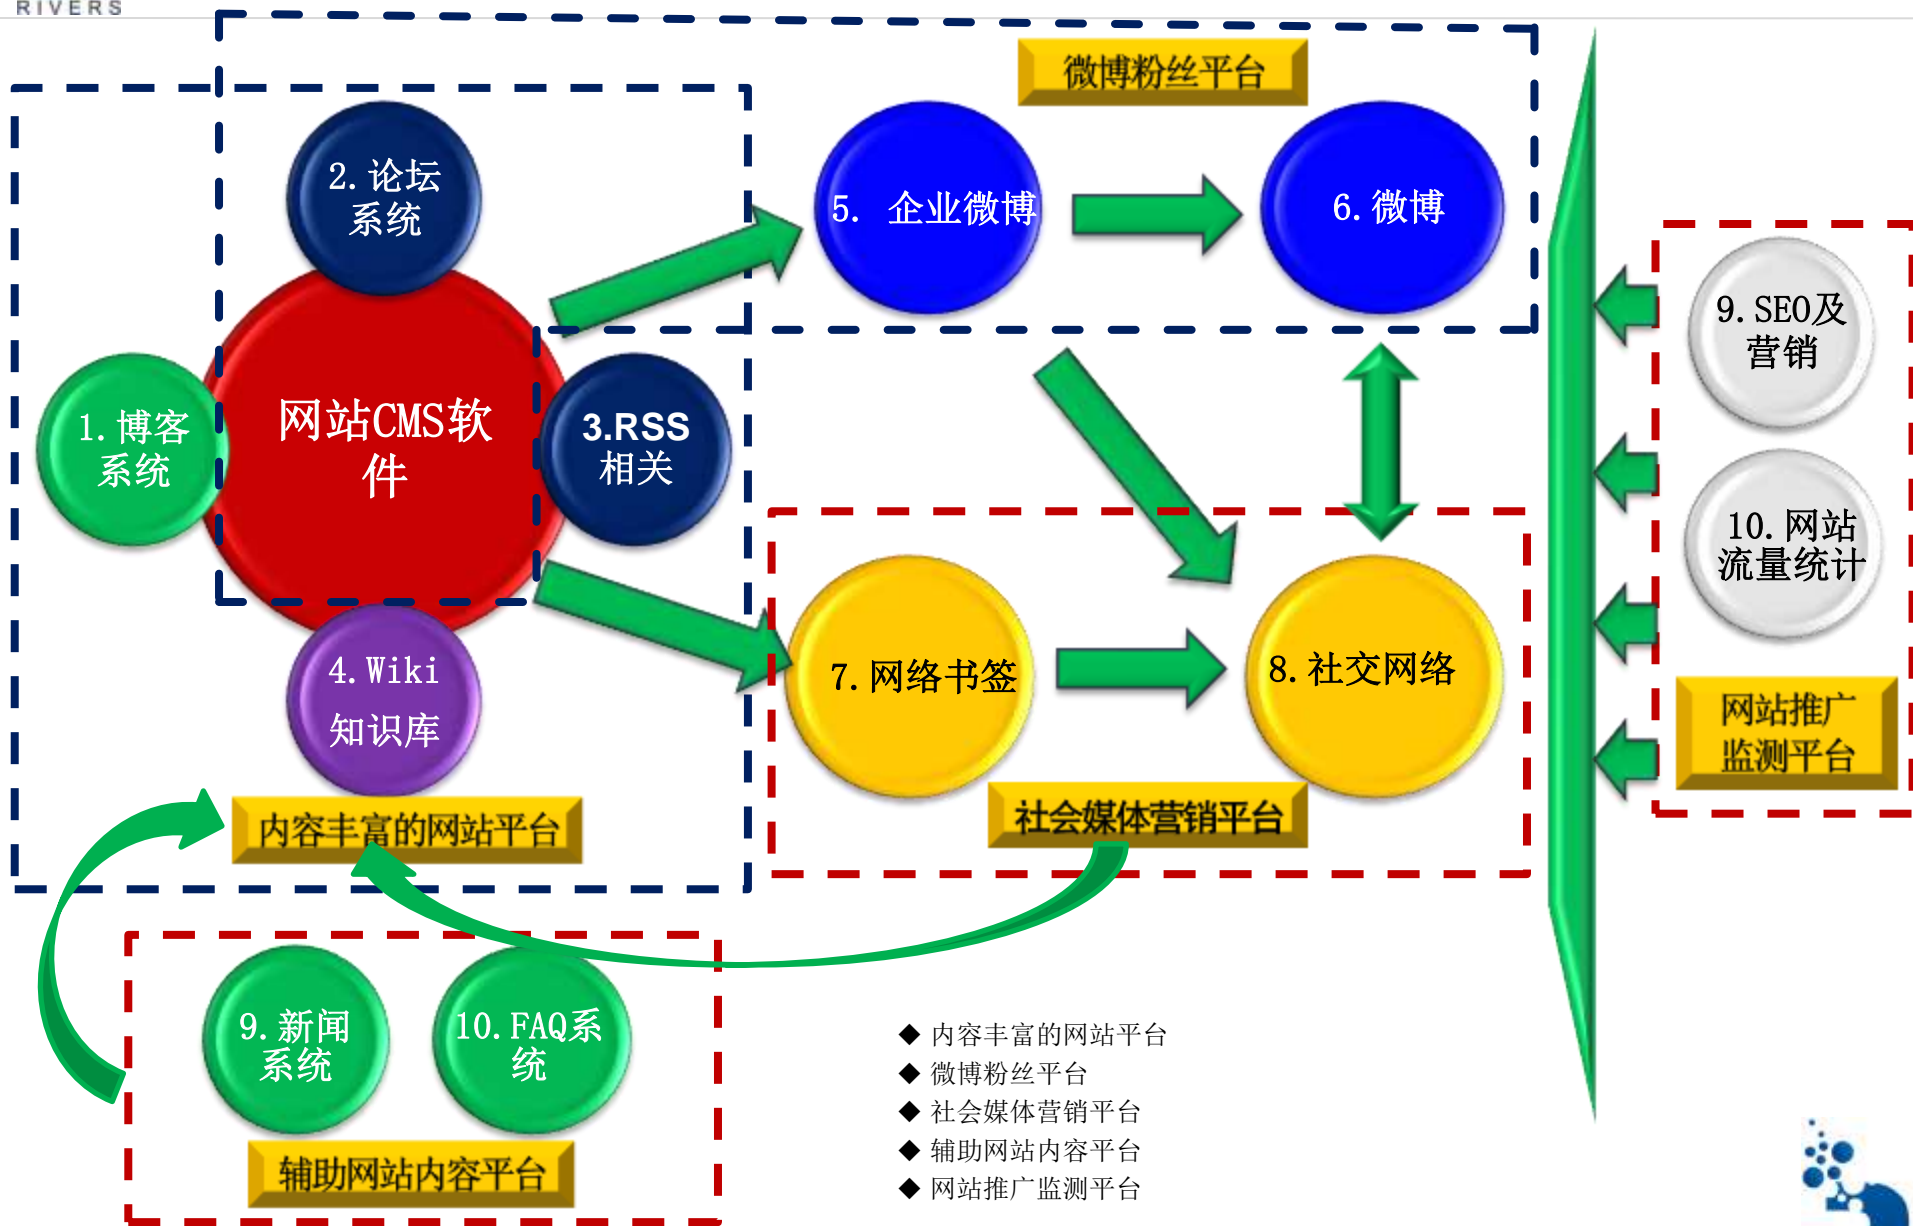 RIVERS
微博粉丝平台
2.论坛
系统
5. 企业微博
6.微博
9.SEO及
营销
网站CMS软
件
1.博客
系统
3.RSS
相关
10.网站
流量统计
4.Wiki
知识库
7.网络书签
8.社交网络
网站推广
监测平台
内容丰富的网站平台
社会媒体营销平台
9.新闻
系统
10.FAQ系
统
辅助网站内容平台
◆ 内容丰富的网站平台
◆ 微博粉丝平台
◆ 社会媒体营销平台
◆ 辅助网站内容平台
◆ 网站推广监测平台